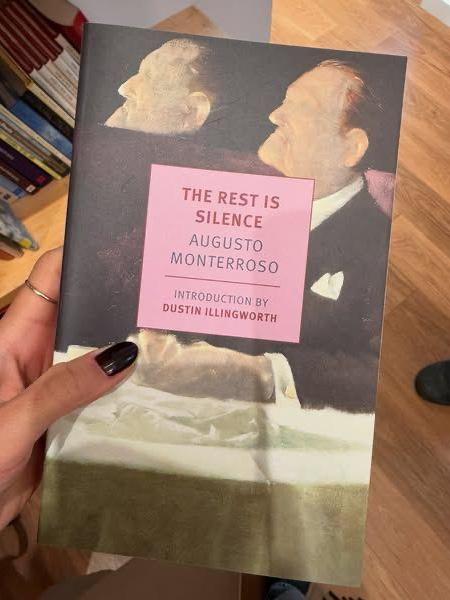 THE REST IS
SILENCE
AUGUSTO
MONTERROSO
INTRODUCTION BY
DUSTIN ILLINGWORTH